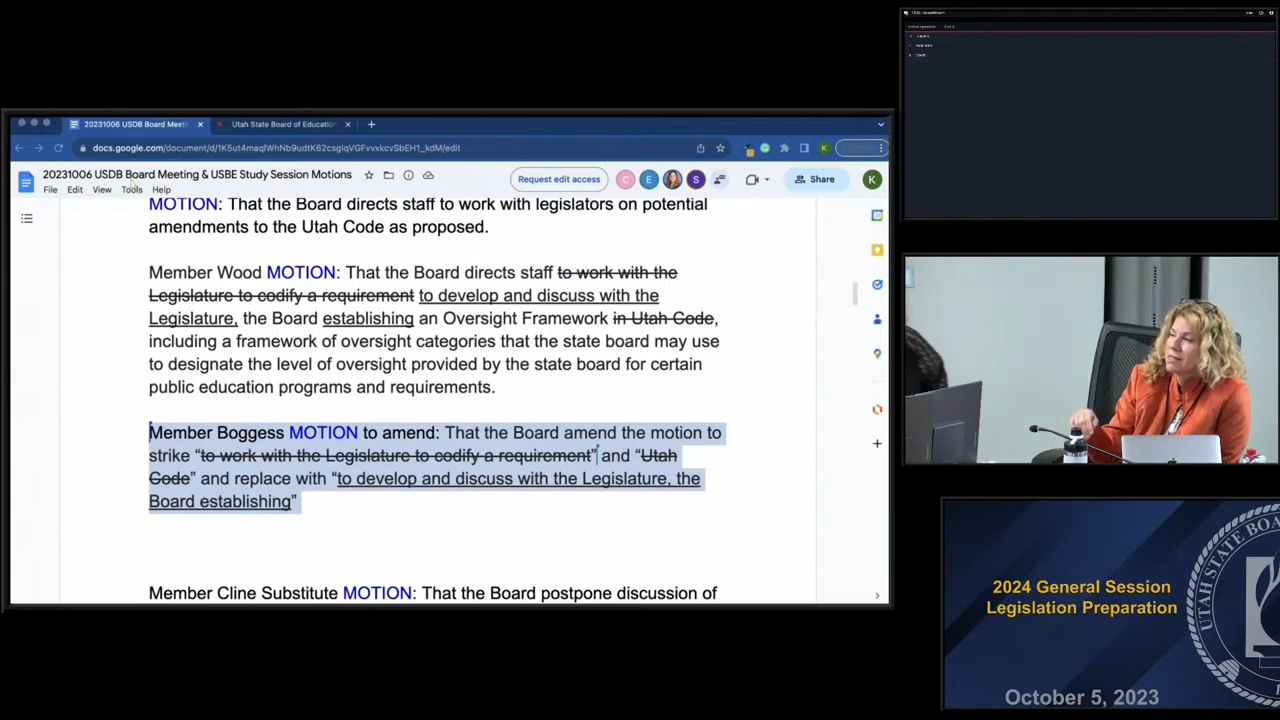 20231006 USDB Board Meeti
Utah State Board of Education
docs.google.com/document/d/1K5ut4maqlWhNb9udtK62csglqVGFvvxkcvSbEH1_kdM/edit
20231006 USDB Board Meeting & USBE Study Session Motions
File Edit View Tools Help
Request edit access
C E S
Share
K
MOTION: That the Board directs staff to work with legislators on potential
amendments to the Utah Code as proposed.
Member Wood MOTION: That the Board directs staff to work with the
Legislature to codify a requirement to develop and discuss with the
Legislature, the Board establishing an Oversight Framework in Utah Code,
including a framework of oversight categories that the state board may use
to designate the level of oversight provided by the state board for certain
public education programs and requirements.
Member Boggess MOTION to amend: That the Board amend the motion to
strike “to work with the Legislature to codify a requirement” and “Utah
Code” and replace with “to develop and discuss with the Legislature, the
Board establishing”
Member Cline Substitute MOTION: That the Board postpone discussion of
2024 General Session
Legislation Preparation
UTAH STATE BOA
October 5, 2023